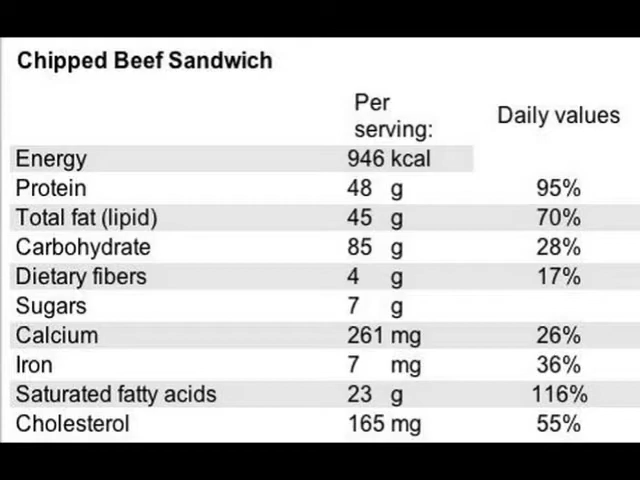 Chipped Beef Sandwich
Per serving: Daily values
Energy 946 kcal
Protein 48 g 95%
Total fat (lipid) 45 g 70%
Carbohydrate 85 g 28%
Dietary fibers 4 g 17%
Sugars 7 g
Calcium 261 mg 26%
Iron 7 mg 36%
Saturated fatty acids 23 g 116%
Cholesterol 165 mg 55%